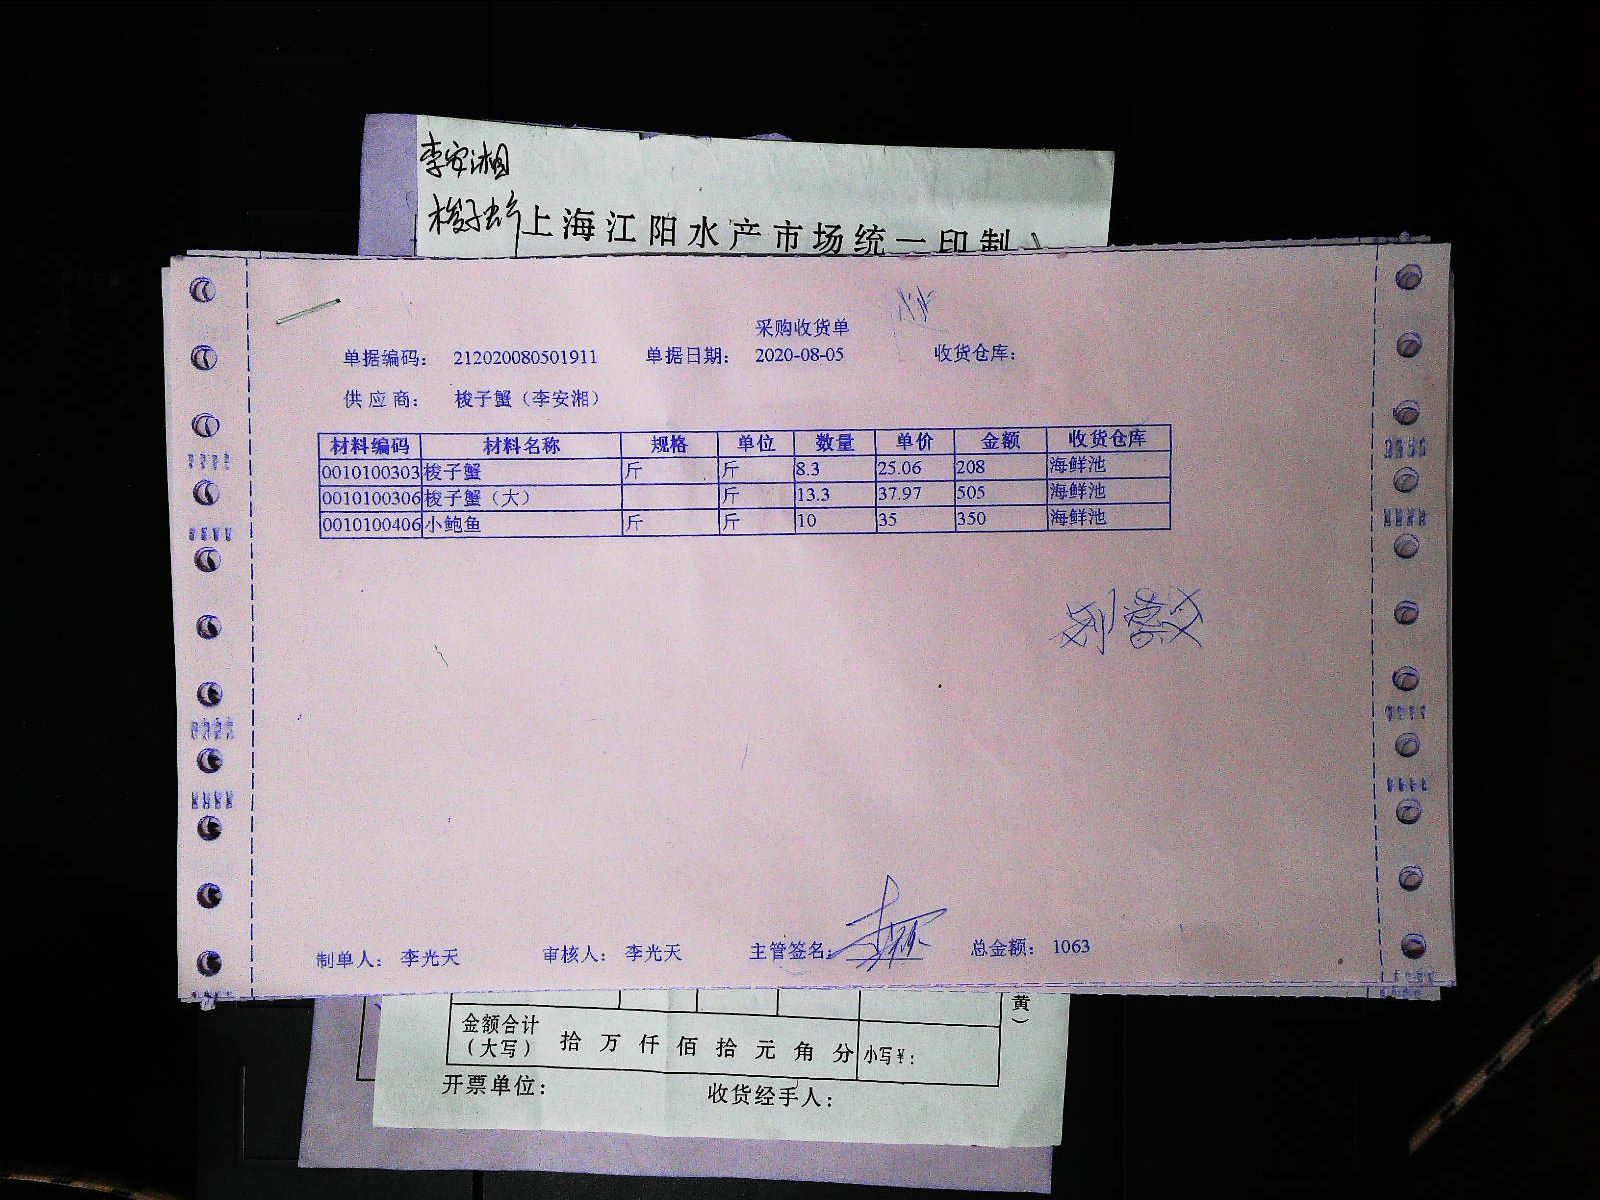 李安湘
梭子蟹
上海江阳水产市场统一印制
采购收货单
单据编码： 212020080501911 单据日期： 2020-08-05 收货仓库：
供应商： 梭子蟹（李安湘）
材料编码 材料名称 规格 单位 数量 单价 金额 收货仓库
0010100303 梭子蟹 斤 斤 8.3 25.06 208 海鲜池
0010100306 梭子蟹（大） 斤 13.3 37.97 505 海鲜池
0010100406 小鲍鱼 斤 斤 10 35 350 海鲜池
制单人： 李光天 审核人： 李光天 主管签名： 总金额： 1063
黄）
金额合计
（大写） 拾 万 仟 佰 拾 元 角 分 小写￥：
开票单位： 收货经手人：